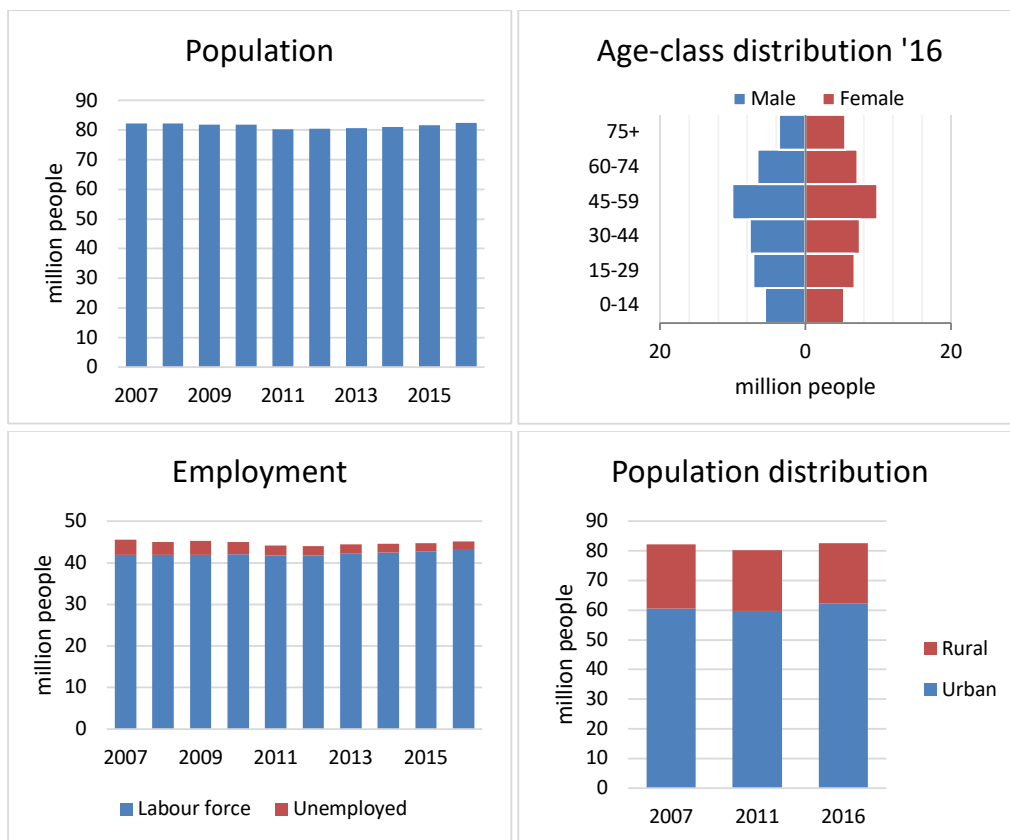 Population
million people
90
80
70
60
50
40
30
20
10
0
2007 2009 2011 2013 2015
Age-class distribution '16
Male Female
75+
60-74
45-59
30-44
15-29
0-14
20 0 20
million people
Employment
million people
50
40
30
20
10
0
2007 2009 2011 2013 2015
Labour force Unemployed
Population distribution
million people
90
80
70
60
50
40
30
20
10
0
2007 2011 2016
Rural
Urban